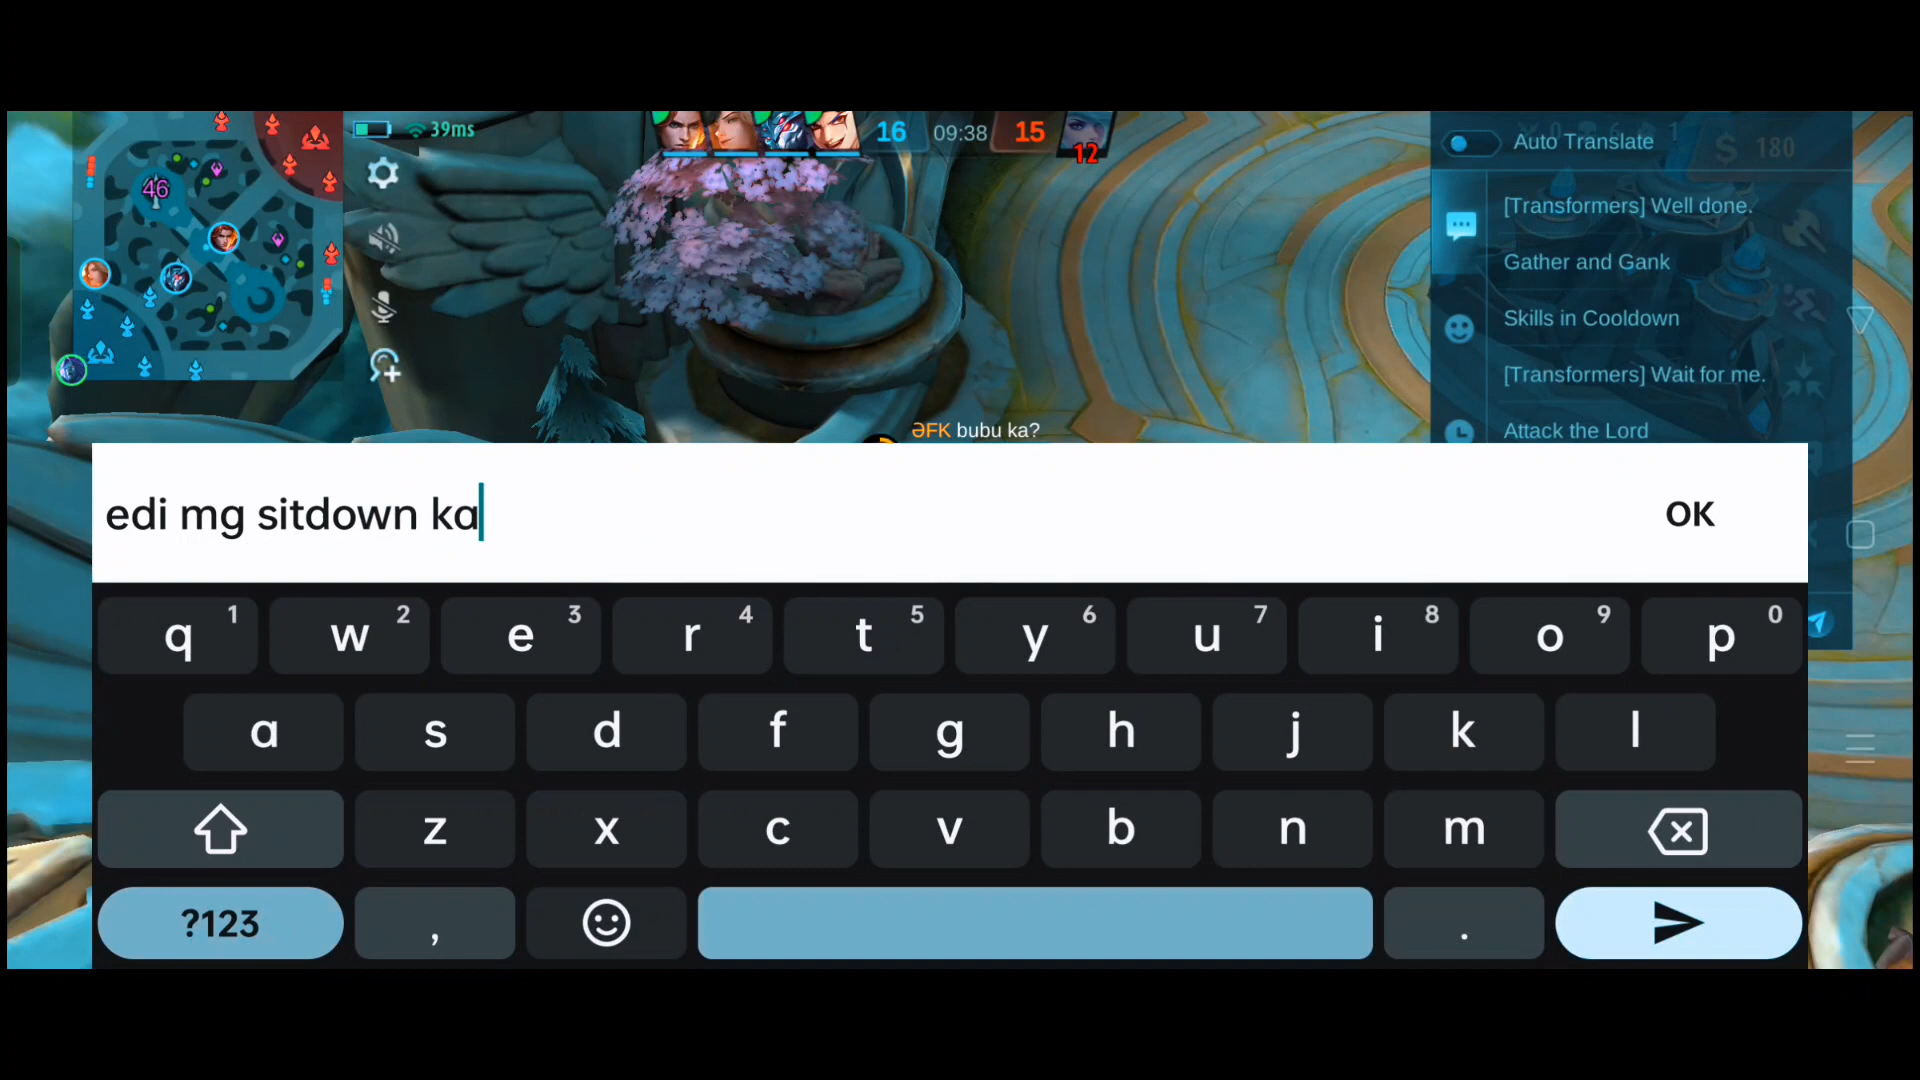 39ms
16 09:38 15
12
46
Auto Translate
$ 180
[Transformers] Well done.
Gather and Gank
Skills in Cooldown
[Transformers] Wait for me.
Attack the Lord
ƏFK bubu ka?
edi mg sitdown ka
OK
q 1 w 2 e 3 r 4 t 5 y 6 u 7 i 8 o 9 p 0
a s d f g h j k l
z x c v b n m
?123 , .